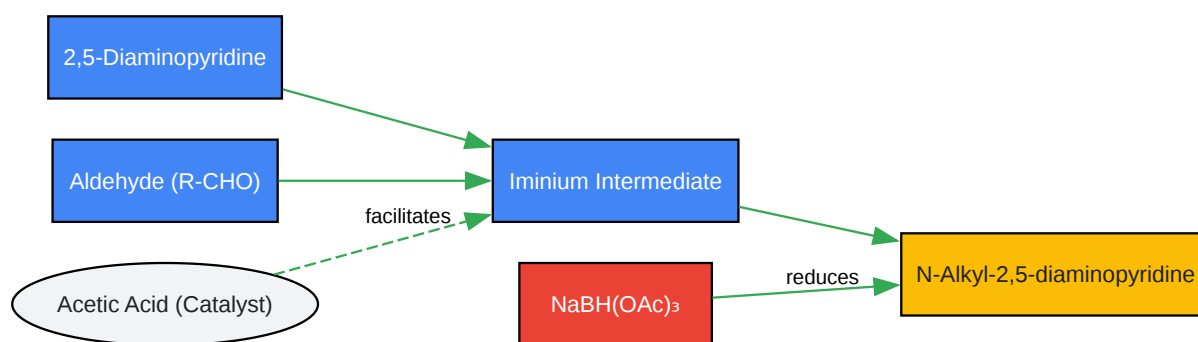 2,5-Diaminopyridine
Aldehyde (R-CHO)
Iminium Intermediate
facilitates
N-Alkyl-2,5-diaminopyridine
reduces
Acetic Acid (Catalyst)
NaBH(OAc)₃